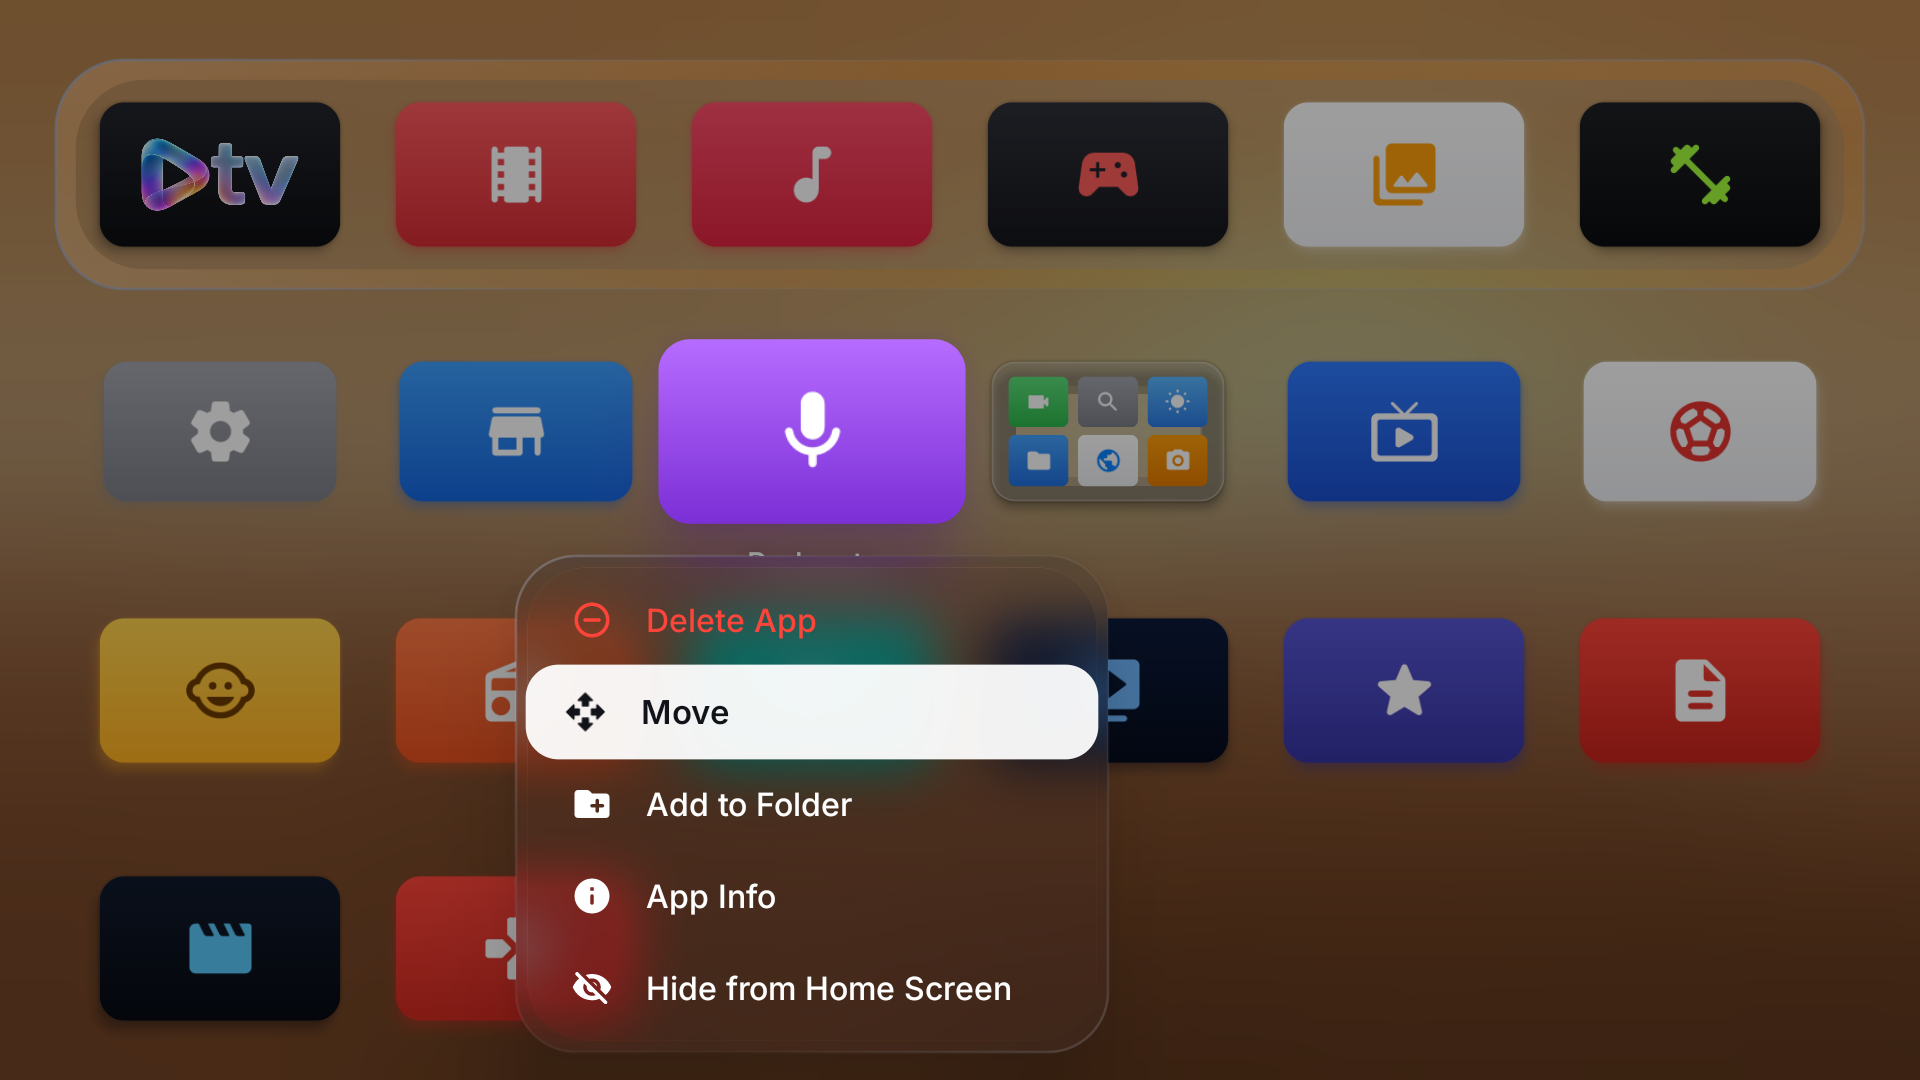 tv
Delete App
Move
Add to Folder
App Info
Hide from Home Screen